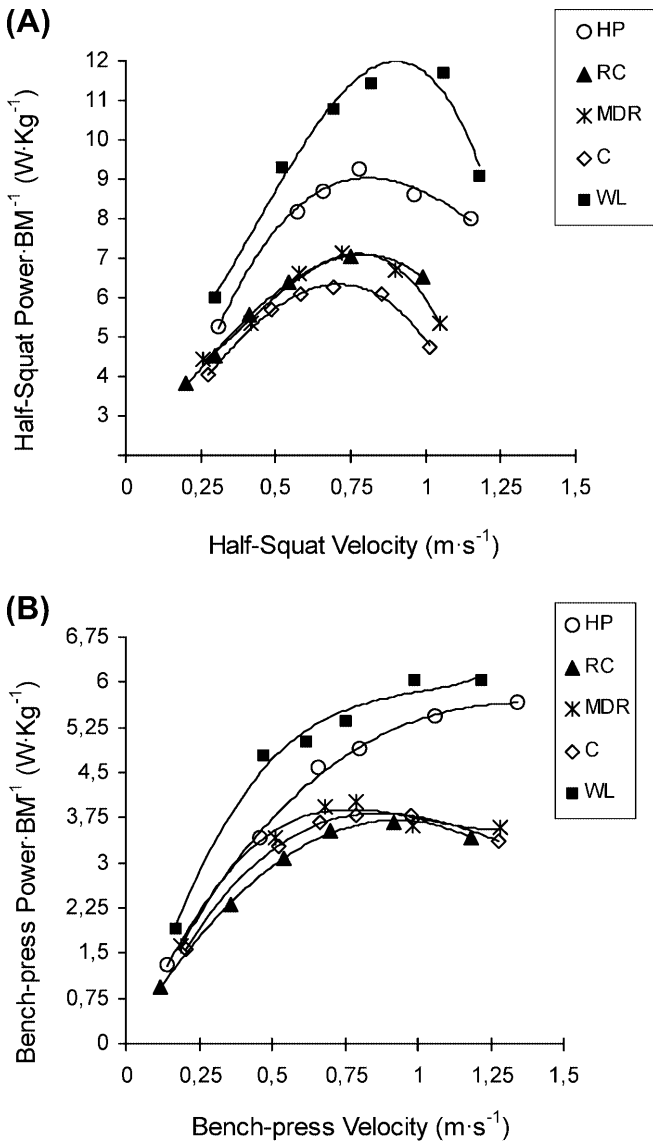 (A)
Half-Squat Power·BM⁻¹ (W·Kg⁻¹)
12
11
10
9
8
7
6
5
4
3
0 0,25 0,5 0,75 1 1,25 1,5
Half-Squat Velocity (m·s⁻¹)
HP
RC
MDR
C
WL
(B)
Bench-press Power·BM⁻¹ (W·Kg⁻¹)
6,75
6
5,25
4,5
3,75
3
2,25
1,5
0,75
0
0 0,25 0,5 0,75 1 1,25 1,5
Bench-press Velocity (m·s⁻¹)
HP
RC
MDR
C
WL